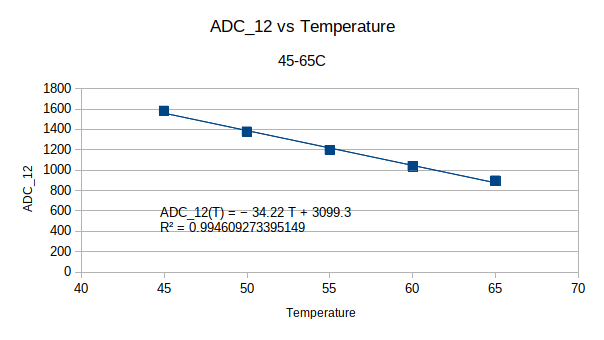 ADC_12 vs Temperature
45-65C
1800
1600
1400
1200
1000
800
600
400
200
0
ADC_12
ADC_12(T) = − 34.22 T + 3099.3
R² = 0.994609273395149
40 45 50 55 60 65 70
Temperature